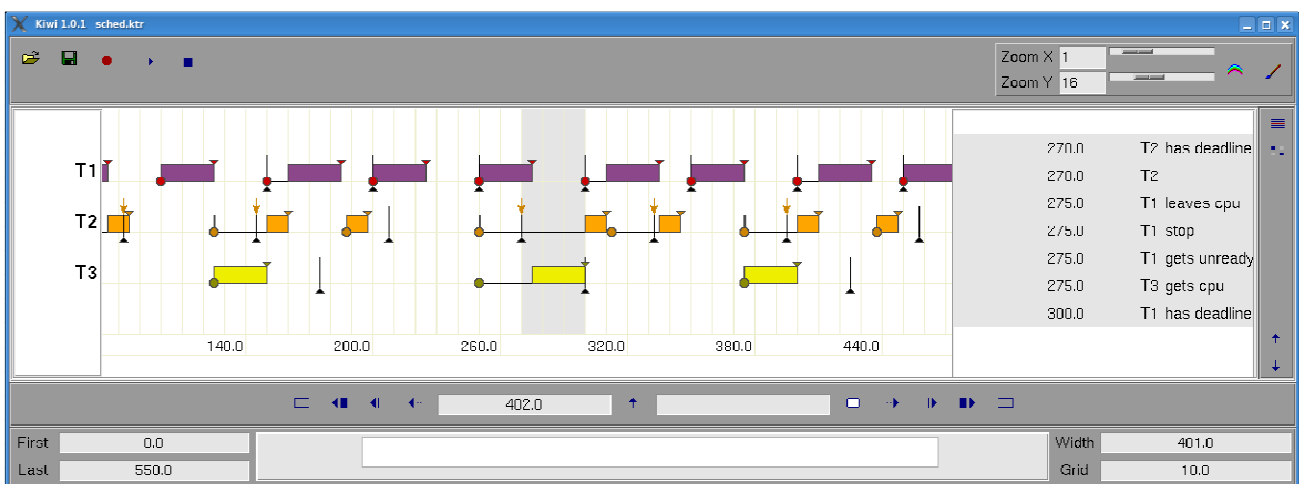 Kiwi 1.0.1 sched.ktr
Zoom X 1
Zoom Y 16
T1
T2
T3
140.0 200.0 260.0 320.0 380.0 440.0
270.0 T2 has deadline
270.0 T2
275.0 T1 leaves cpu
275.0 T1 stop
275.0 T1 gets unready
275.0 T3 gets cpu
300.0 T1 has deadline
402.0
First 0.0
Last 550.0
Width 401.0
Grid 10.0